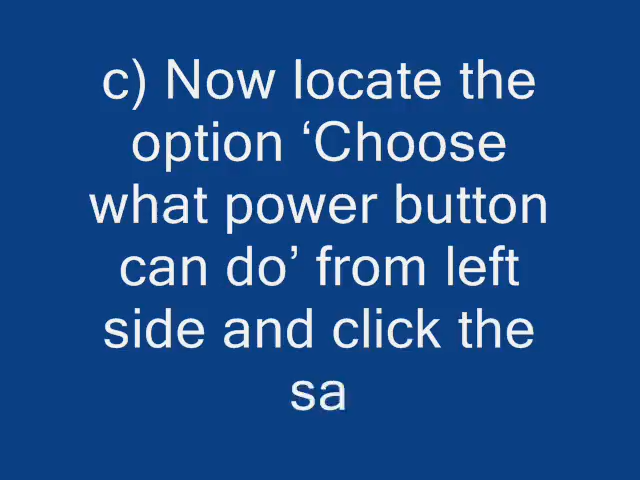 c) Now locate the
option ‘Choose
what power button
can do’ from left
side and click the
sa